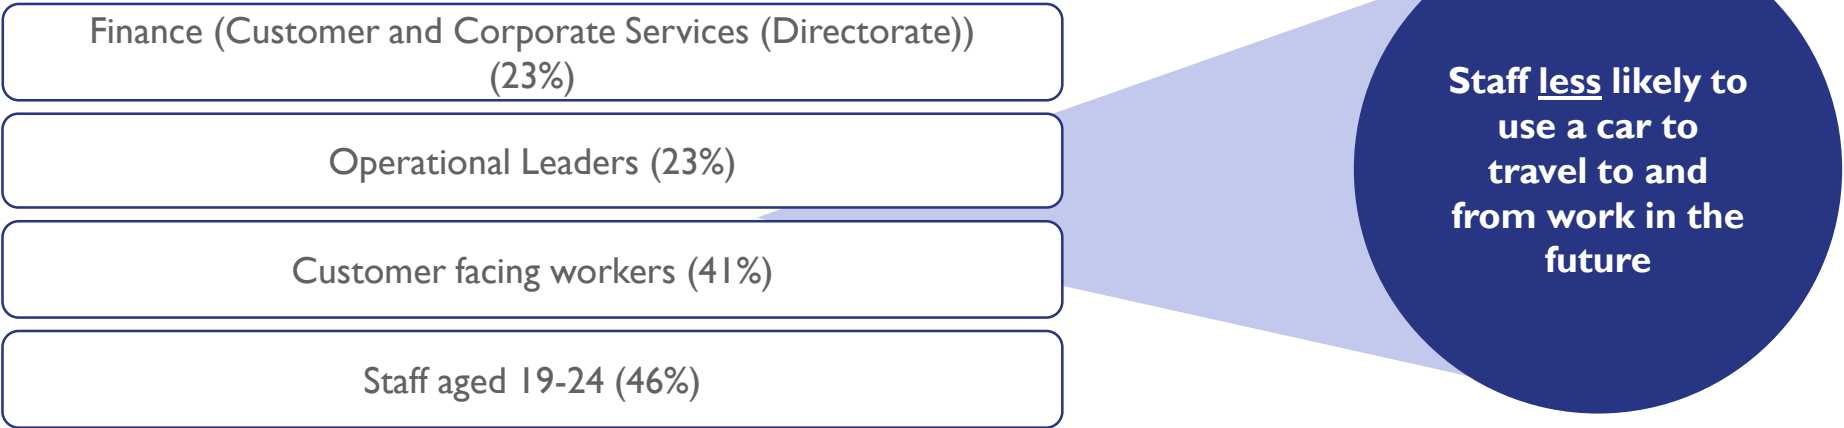 Finance (Customer and Corporate Services (Directorate))
(23%)
Operational Leaders (23%)
Customer facing workers (41%)
Staff aged 19-24 (46%)
Staff less likely to
use a car to
travel to and
from work in the
future